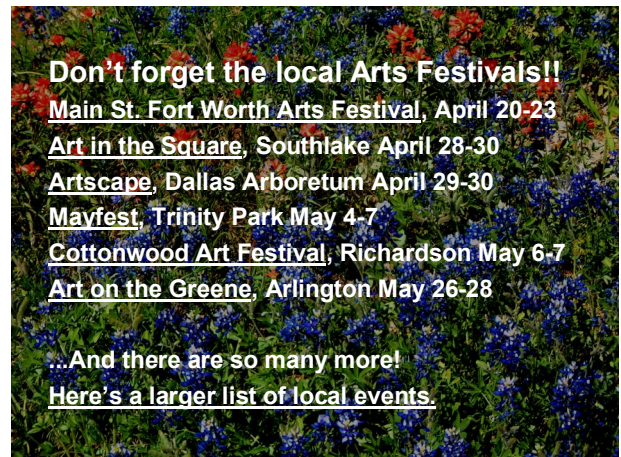 Don't forget the local Arts Festivals!!
Main St. Fort Worth Arts Festival, April 20-23
Art in the Square, Southlake April 28-30
Artscape, Dallas Arboretum April 29-30
Mayfest, Trinity Park May 4-7
Cottonwood Art Festival, Richardson May 6-7
Art on the Greene, Arlington May 26-28
...And there are so many more!
Here's a larger list of local events.